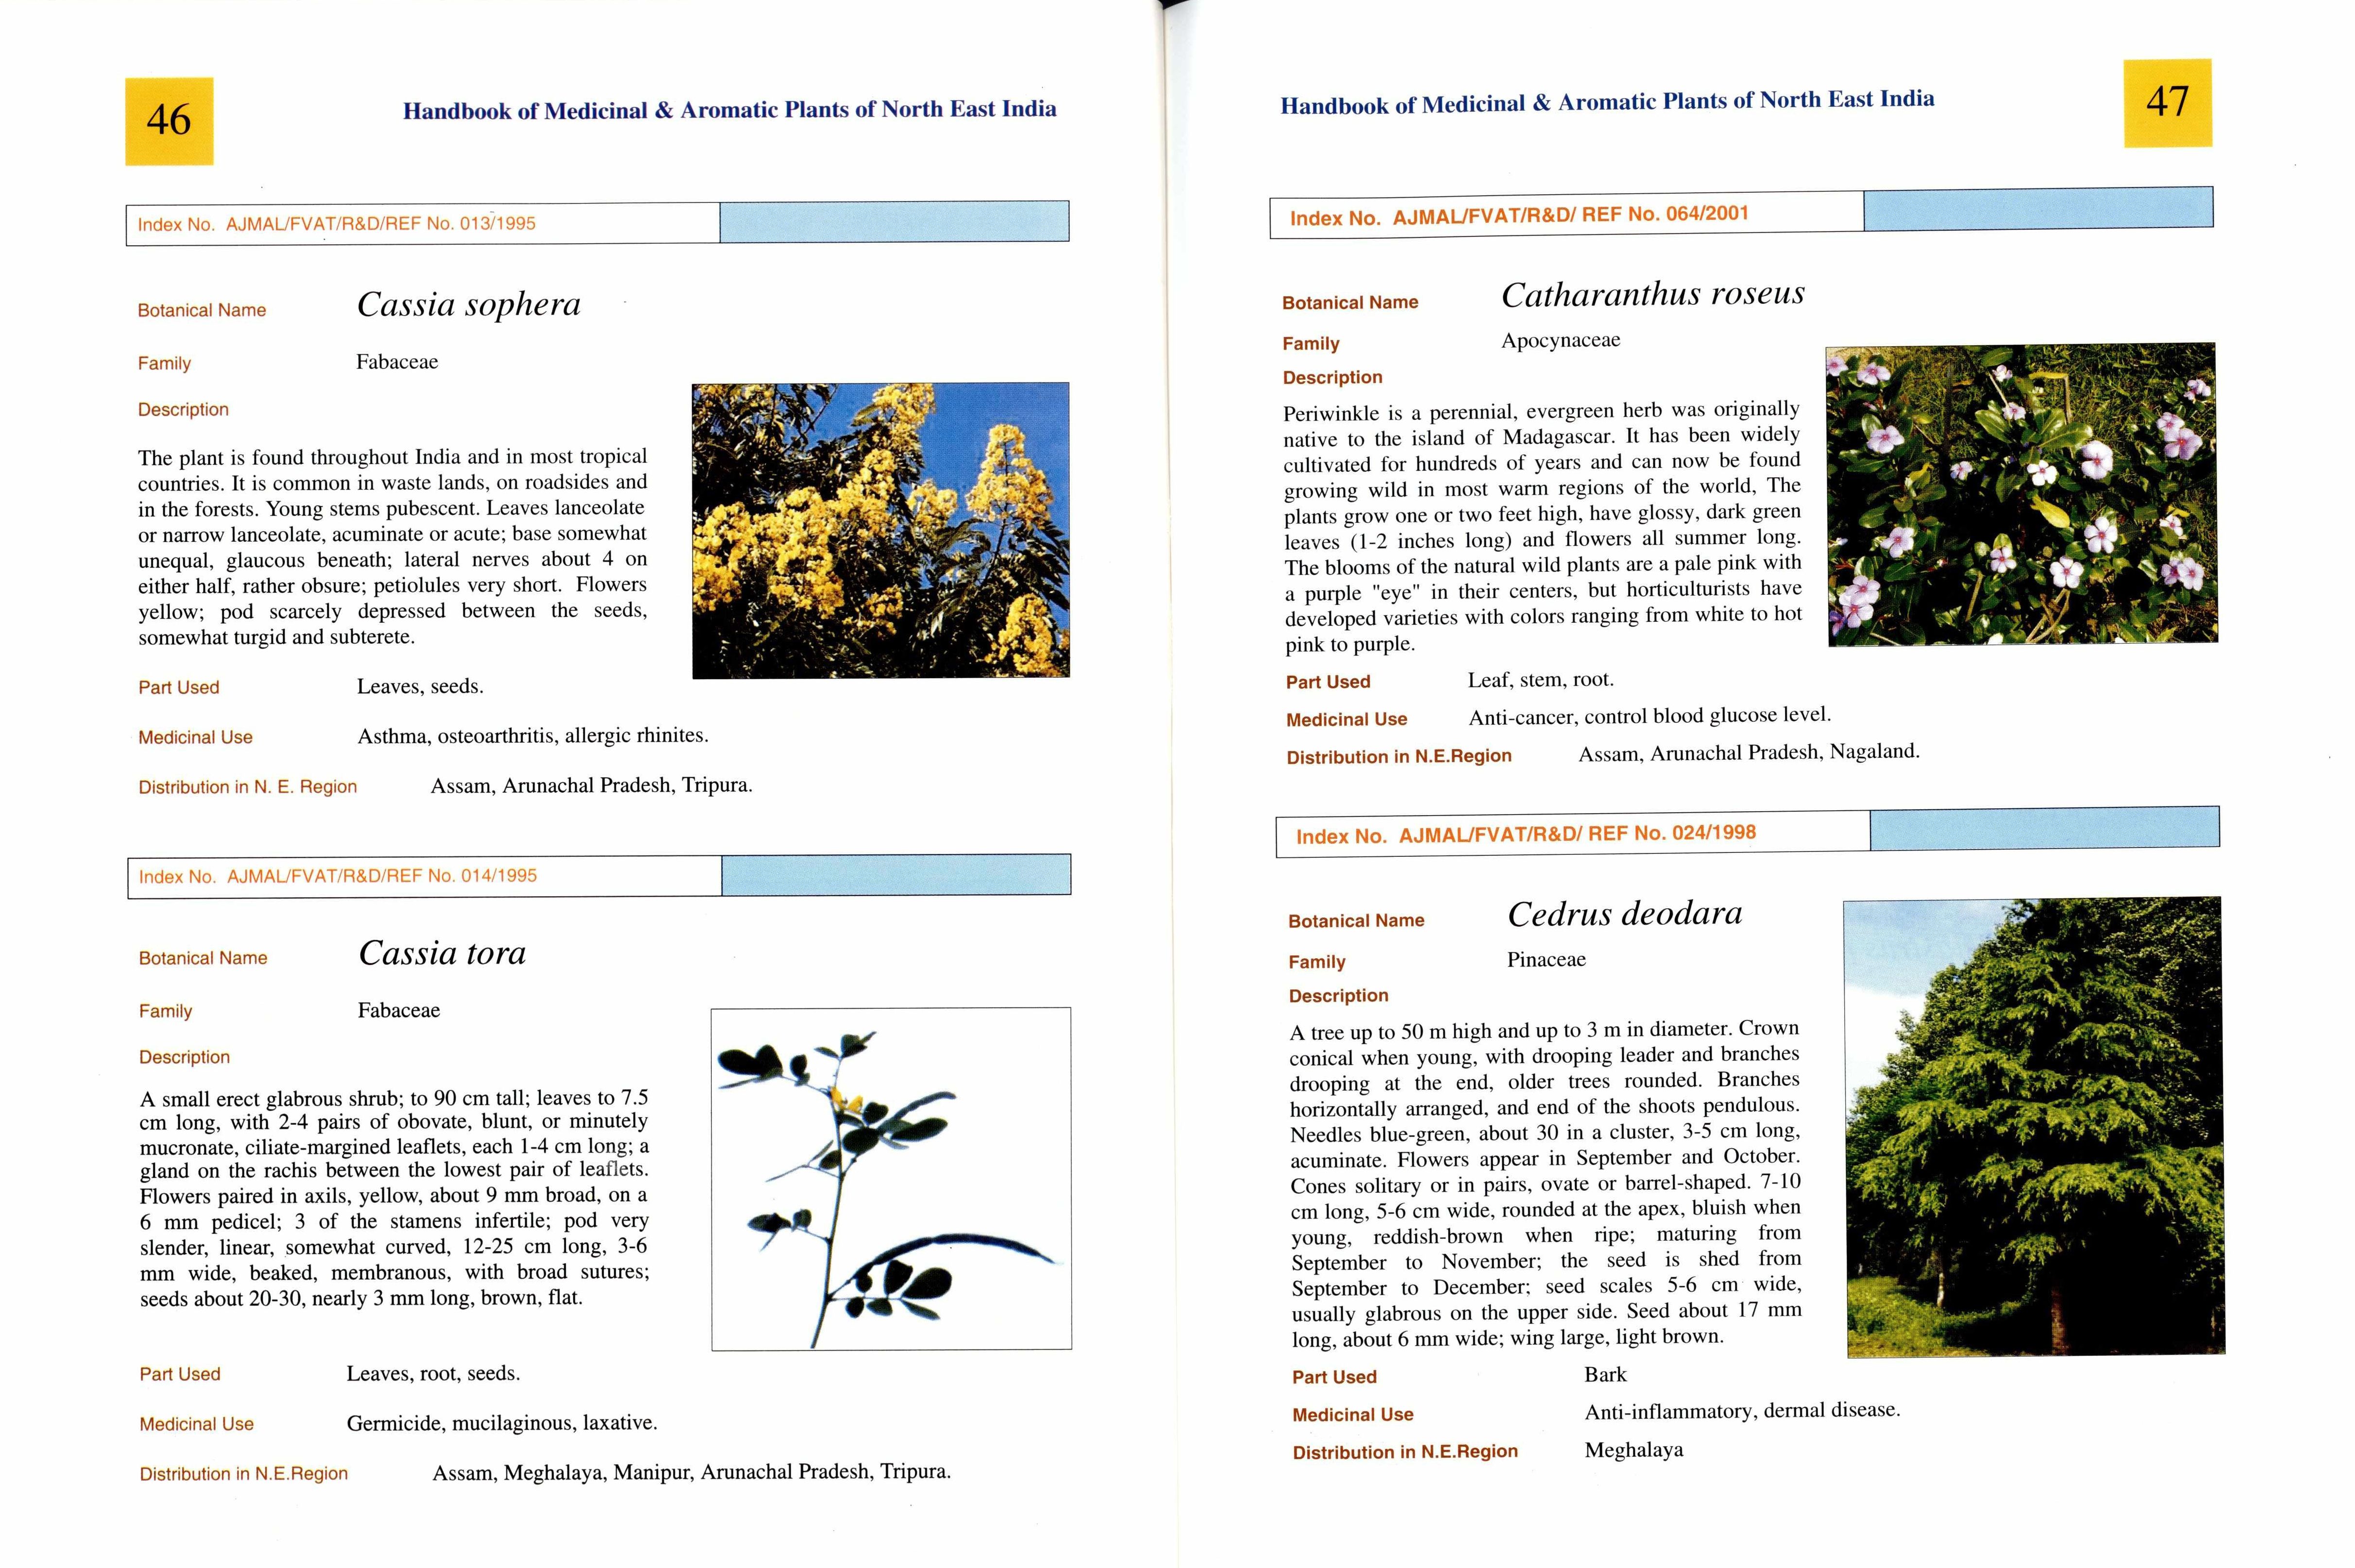 46
Handbook of Medicinal & Aromatic Plants of North East India
Index No. AJMAL/FVAT/R&D/REF No. 013/1995
Botanical Name Cassia sophera
Family Fabaceae
Description
The plant is found throughout India and in most tropical
countries. It is common in waste lands, on roadsides and
in the forests. Young stems pubescent. Leaves lanceolate
or narrow lanceolate, acuminate or acute; base somewhat
unequal, glaucous beneath; lateral nerves about 4 on
either half, rather obsure; petiolules very short. Flowers
yellow; pod scarcely depressed between the seeds,
somewhat turgid and subterete.
Part Used Leaves, seeds.
Medicinal Use Asthma, osteoarthritis, allergic rhinites.
Distribution in N. E. Region Assam, Arunachal Pradesh, Tripura.
Index No. AJMAL/FVAT/R&D/REF No. 014/1995
Botanical Name Cassia tora
Family Fabaceae
Description
A small erect glabrous shrub; to 90 cm tall; leaves to 7.5
cm long, with 2-4 pairs of obovate, blunt, or minutely
mucronate, ciliate-margined leaflets, each 1-4 cm long; a
gland on the rachis between the lowest pair of leaflets.
Flowers paired in axils, yellow, about 9 mm broad, on a
6 mm pedicel; 3 of the stamens infertile; pod very
slender, linear, somewhat curved, 12-25 cm long, 3-6
mm wide, beaked, membranous, with broad sutures;
seeds about 20-30, nearly 3 mm long, brown, flat.
Part Used Leaves, root, seeds.
Medicinal Use Germicide, mucilaginous, laxative.
Distribution in N.E.Region Assam, Meghalaya, Manipur, Arunachal Pradesh, Tripura.
Handbook of Medicinal & Aromatic Plants of North East India
47
Index No. AJMAL/FVAT/R&D/ REF No. 064/2001
Botanical Name Catharanthus roseus
Family Apocynaceae
Description
Periwinkle is a perennial, evergreen herb was originally
native to the island of Madagascar. It has been widely
cultivated for hundreds of years and can now be found
growing wild in most warm regions of the world, The
plants grow one or two feet high, have glossy, dark green
leaves (1-2 inches long) and flowers all summer long.
The blooms of the natural wild plants are a pale pink with
a purple "eye" in their centers, but horticulturists have
developed varieties with colors ranging from white to hot
pink to purple.
Part Used Leaf, stem, root.
Medicinal Use Anti-cancer, control blood glucose level.
Distribution in N.E.Region Assam, Arunachal Pradesh, Nagaland.
Index No. AJMAL/FVAT/R&D/ REF No. 024/1998
Botanical Name Cedrus deodara
Family Pinaceae
Description
A tree up to 50 m high and up to 3 m in diameter. Crown
conical when young, with drooping leader and branches
drooping at the end, older trees rounded. Branches
horizontally arranged, and end of the shoots pendulous.
Needles blue-green, about 30 in a cluster, 3-5 cm long,
acuminate. Flowers appear in September and October.
Cones solitary or in pairs, ovate or barrel-shaped. 7-10
cm long, 5-6 cm wide, rounded at the apex, bluish when
young, reddish-brown when ripe; maturing from
September to November; the seed is shed from
September to December; seed scales 5-6 cm wide,
usually glabrous on the upper side. Seed about 17 mm
long, about 6 mm wide; wing large, light brown.
Part Used Bark
Medicinal Use Anti-inflammatory, dermal disease.
Distribution in N.E.Region Meghalaya